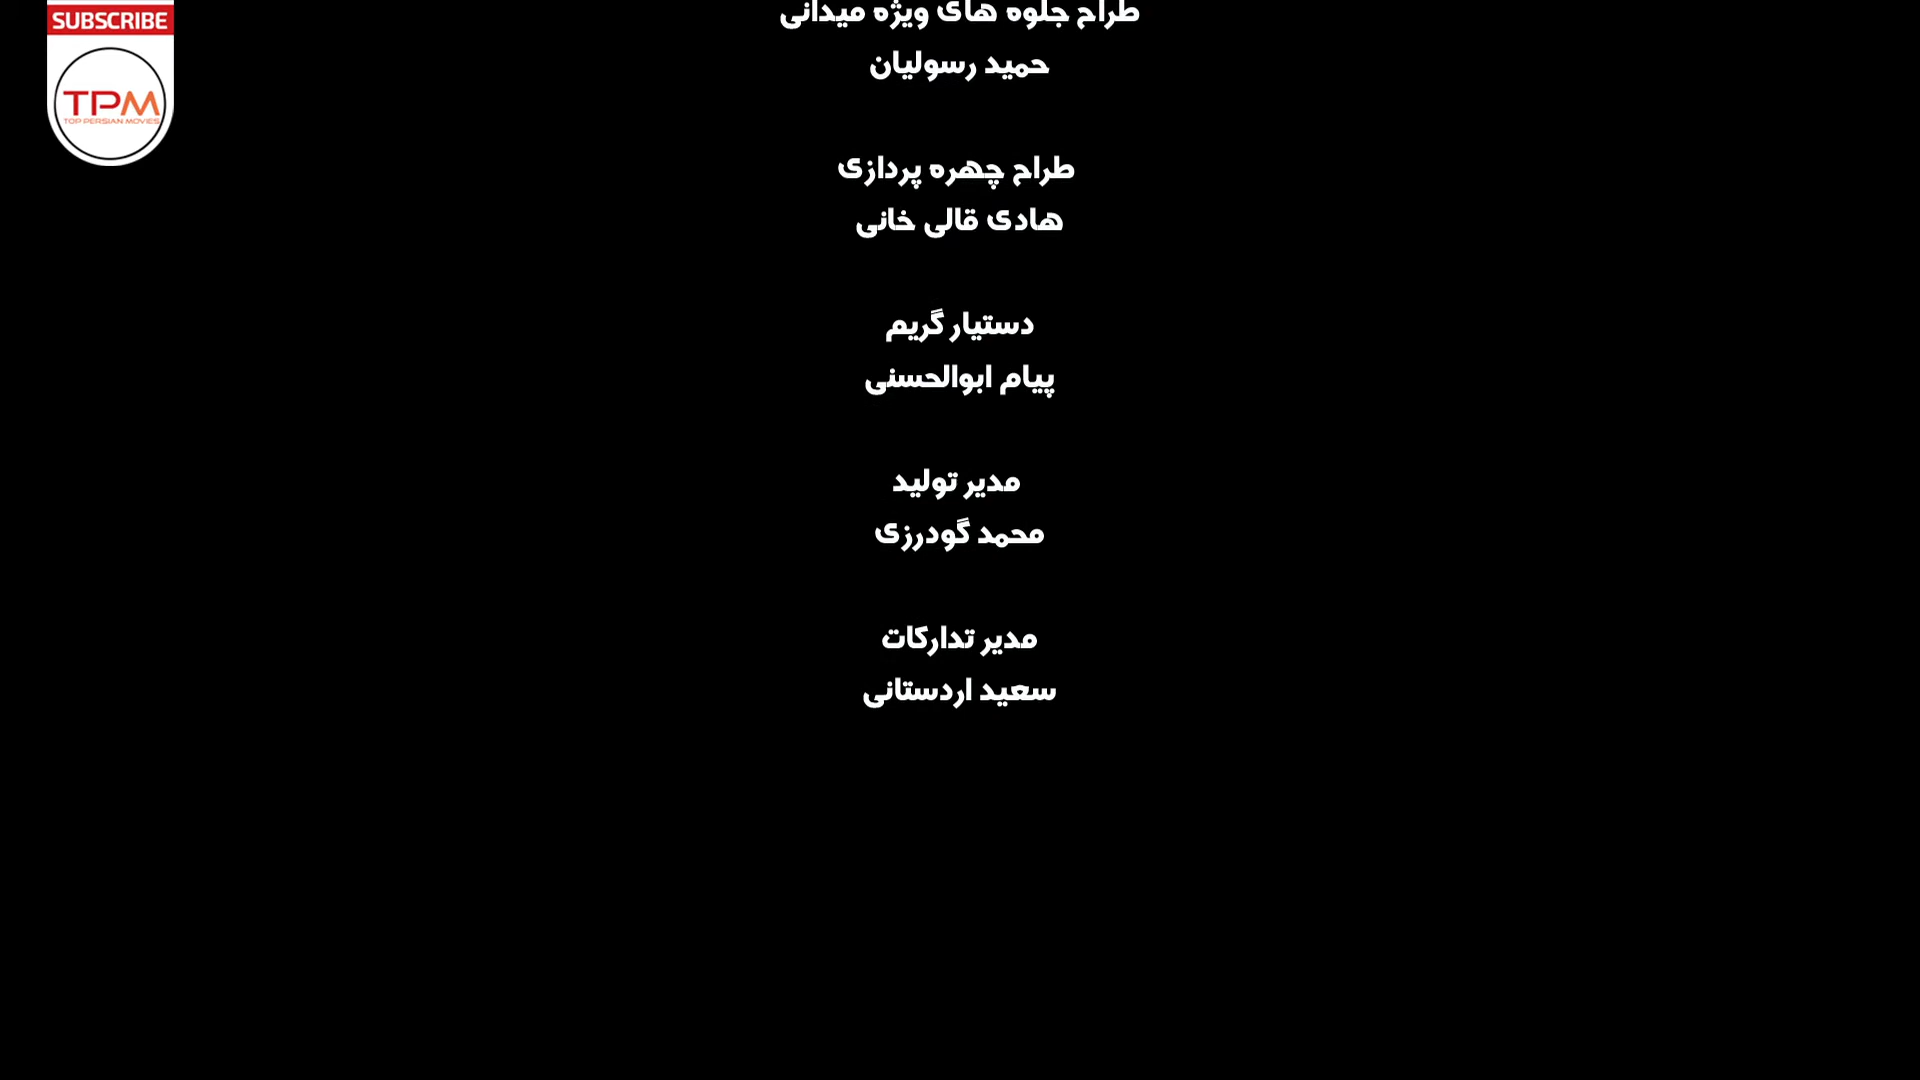 SUBSCRIBE
TPM
TOP PERSIAN MOVIES
طراح جلوه های ویژه میدانی
حمید رسولیان
طراح چهره پردازی
هادی قالی خانی
دستیار گریم
پیام ابوالحسنی
مدیر تولید
محمد گودرزی
مدیر تدارکات
سعید اردستانی